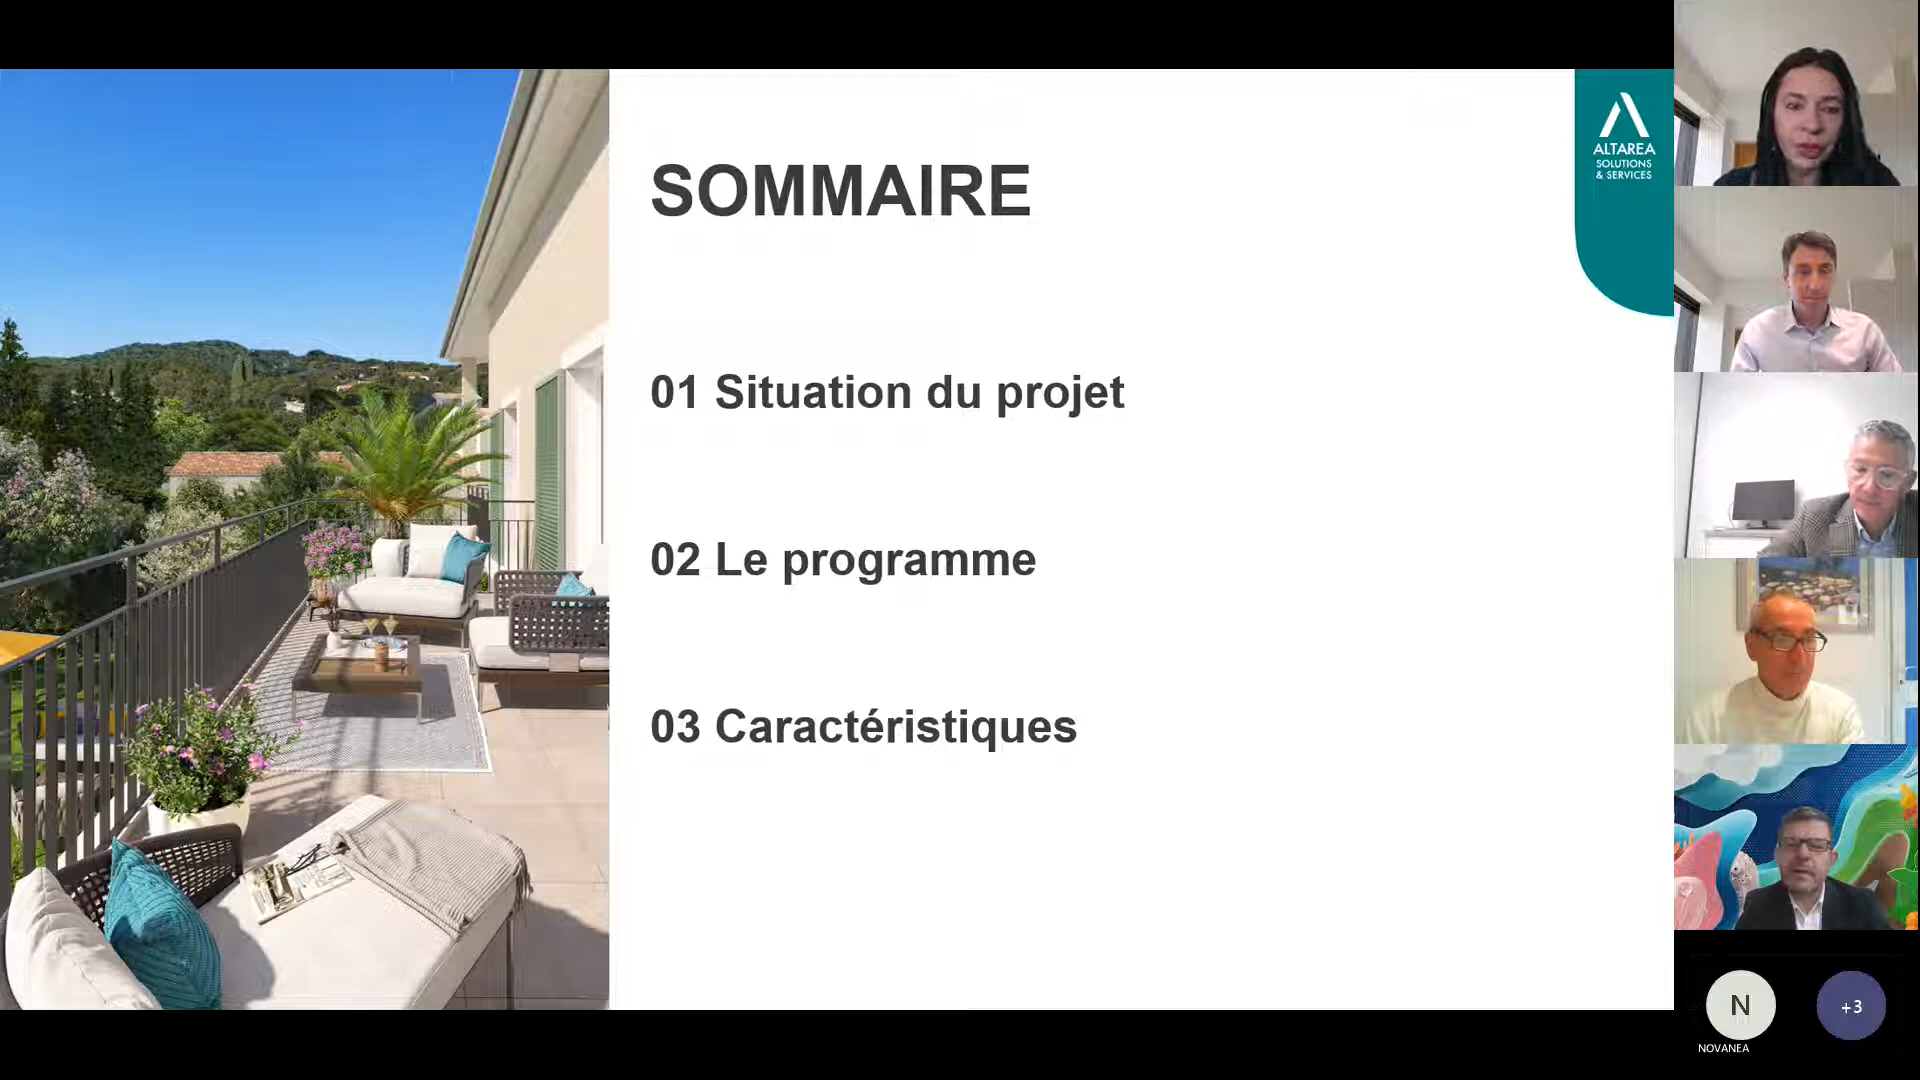 SOMMAIRE
01 Situation du projet
02 Le programme
03 Caractéristiques
ALTAREA
SOLUTIONS
& SERVICES
N
+3
NOVANEA